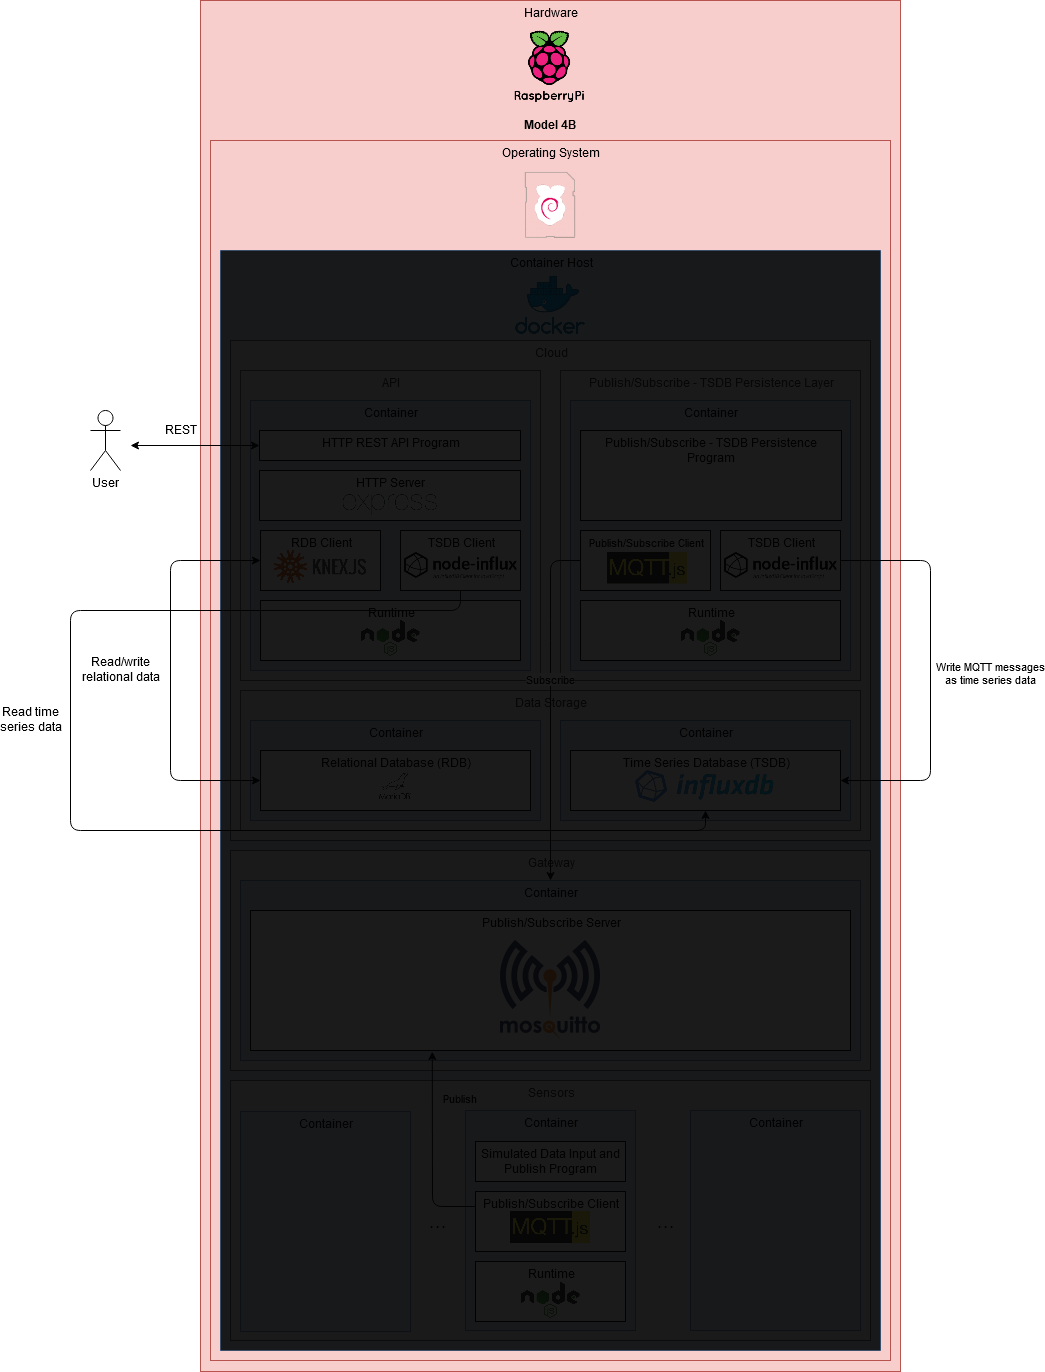 Hardware
RaspberryPi
Model 4B
Operating System
Container Host
docker
Cloud
API
Publish/Subscribe - TSDB Persistence Layer
Container
Container
REST
HTTP REST API Program
Publish/Subscribe - TSDB Persistence
Program
User
HTTP Server
express
RDB Client
KNEX.JS
TSDB Client
node-influx
Publish/Subscribe Client
MQTT.js
TSDB Client
node-influx
Runtime
node
JS
Runtime
node
JS
Read/write
relational data
Write MQTT messages
as time series data
Subscribe
Read time
series data
Data Storage
Container
Container
Relational Database (RDB)
MariaDB
Time Series Database (TSDB)
influxdb
Gateway
Container
Publish/Subscribe Server
mosquitto
Publish
Sensors
Container
Container
Container
Simulated Data Input and
Publish Program
Publish/Subscribe Client
MQTT.js
...
...
Runtime
node
JS